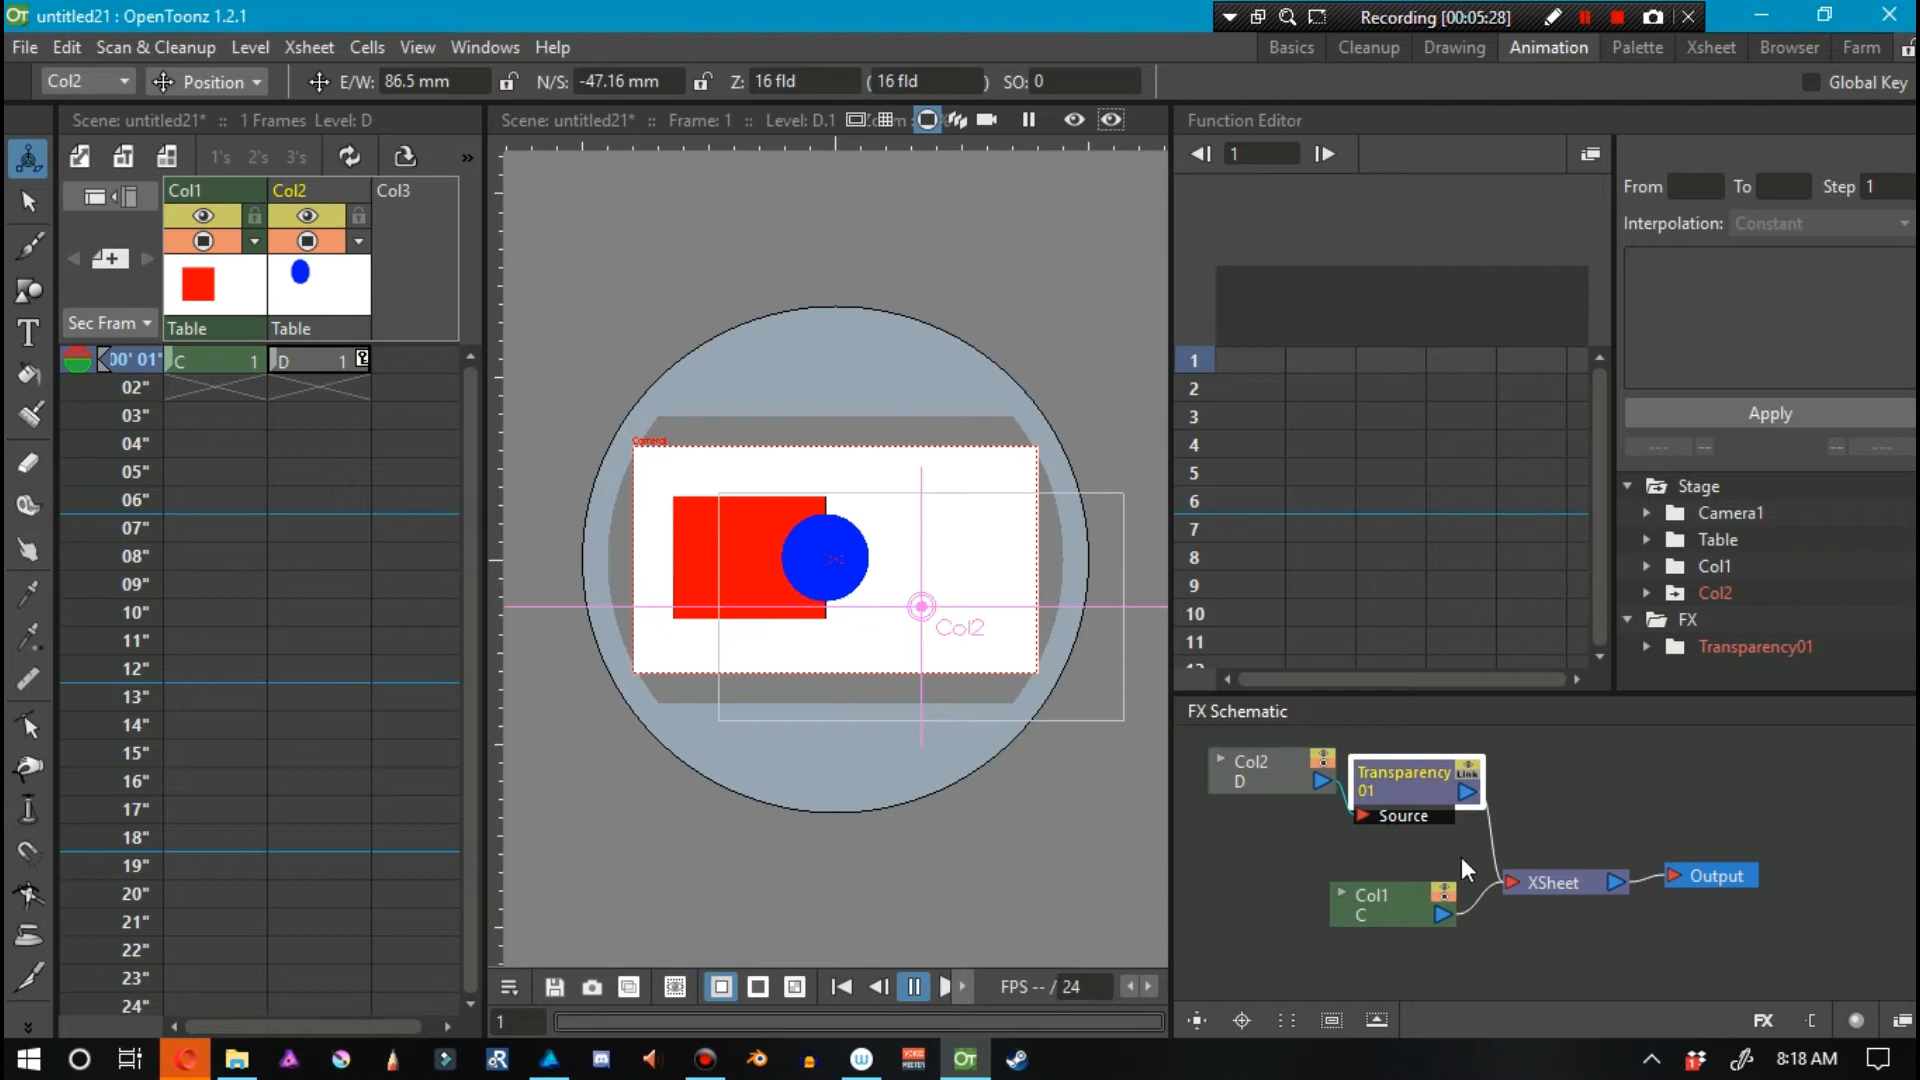 untitled21 : OpenToonz 1.2.1
Recording [00:05:28]
File Edit Scan & Cleanup Level Xsheet Cells View Windows Help
Basics Cleanup Drawing Animation Palette Xsheet Browser Farm
Col2 Position E/W: 86.5 mm N/S: -47.16 mm Z: 16 fld ( 16 fld ) SO: 0 Global Key
Scene: untitled21* :: 1 Frames Level: D
Scene: untitled21* :: Frame: 1 :: Level: D.1
Function Editor
1's 2's 3's
»
1
Col1 Col2 Col3
From To Step 1
Interpolation: Constant
Sec Fram
Table Table
00' 01" C 1 D 1
02"
03"
04"
05"
06"
07"
08"
09"
10"
11"
12"
13"
14"
15"
16"
17"
18"
19"
20"
21"
22"
23"
24"
Camera1
Col2
1
2
3
4
5
6
7
8
9
10
11
Apply
--- -- -- ---
Stage
Camera1
Table
Col1
Col2
FX
Transparency01
FX Schematic
Col2
D
Transparency
01
Link
Source
Col1
C
XSheet
Output
FPS -- / 24
1
FX
OT
8:18 AM